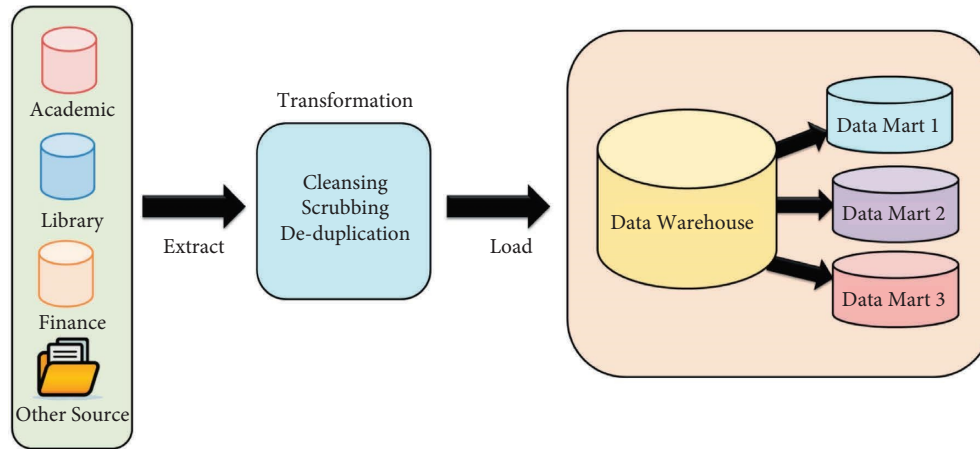 Academic
Library
Finance
Other Source
Extract
Transformation
Cleansing
Scrubbing
De-duplication
Load
Data Warehouse
Data Mart 1
Data Mart 2
Data Mart 3